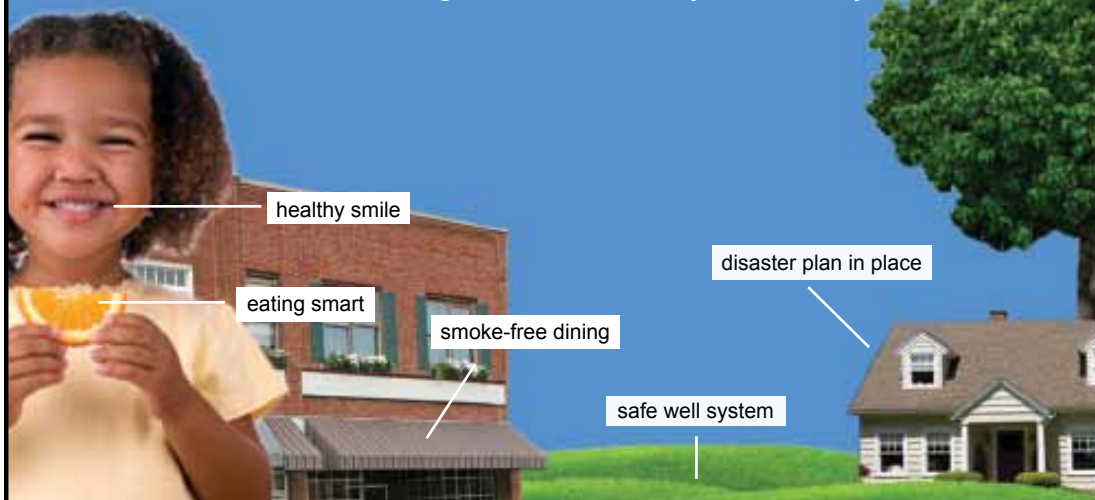 healthy smile
eating smart
smoke-free dining
disaster plan in place
safe well system